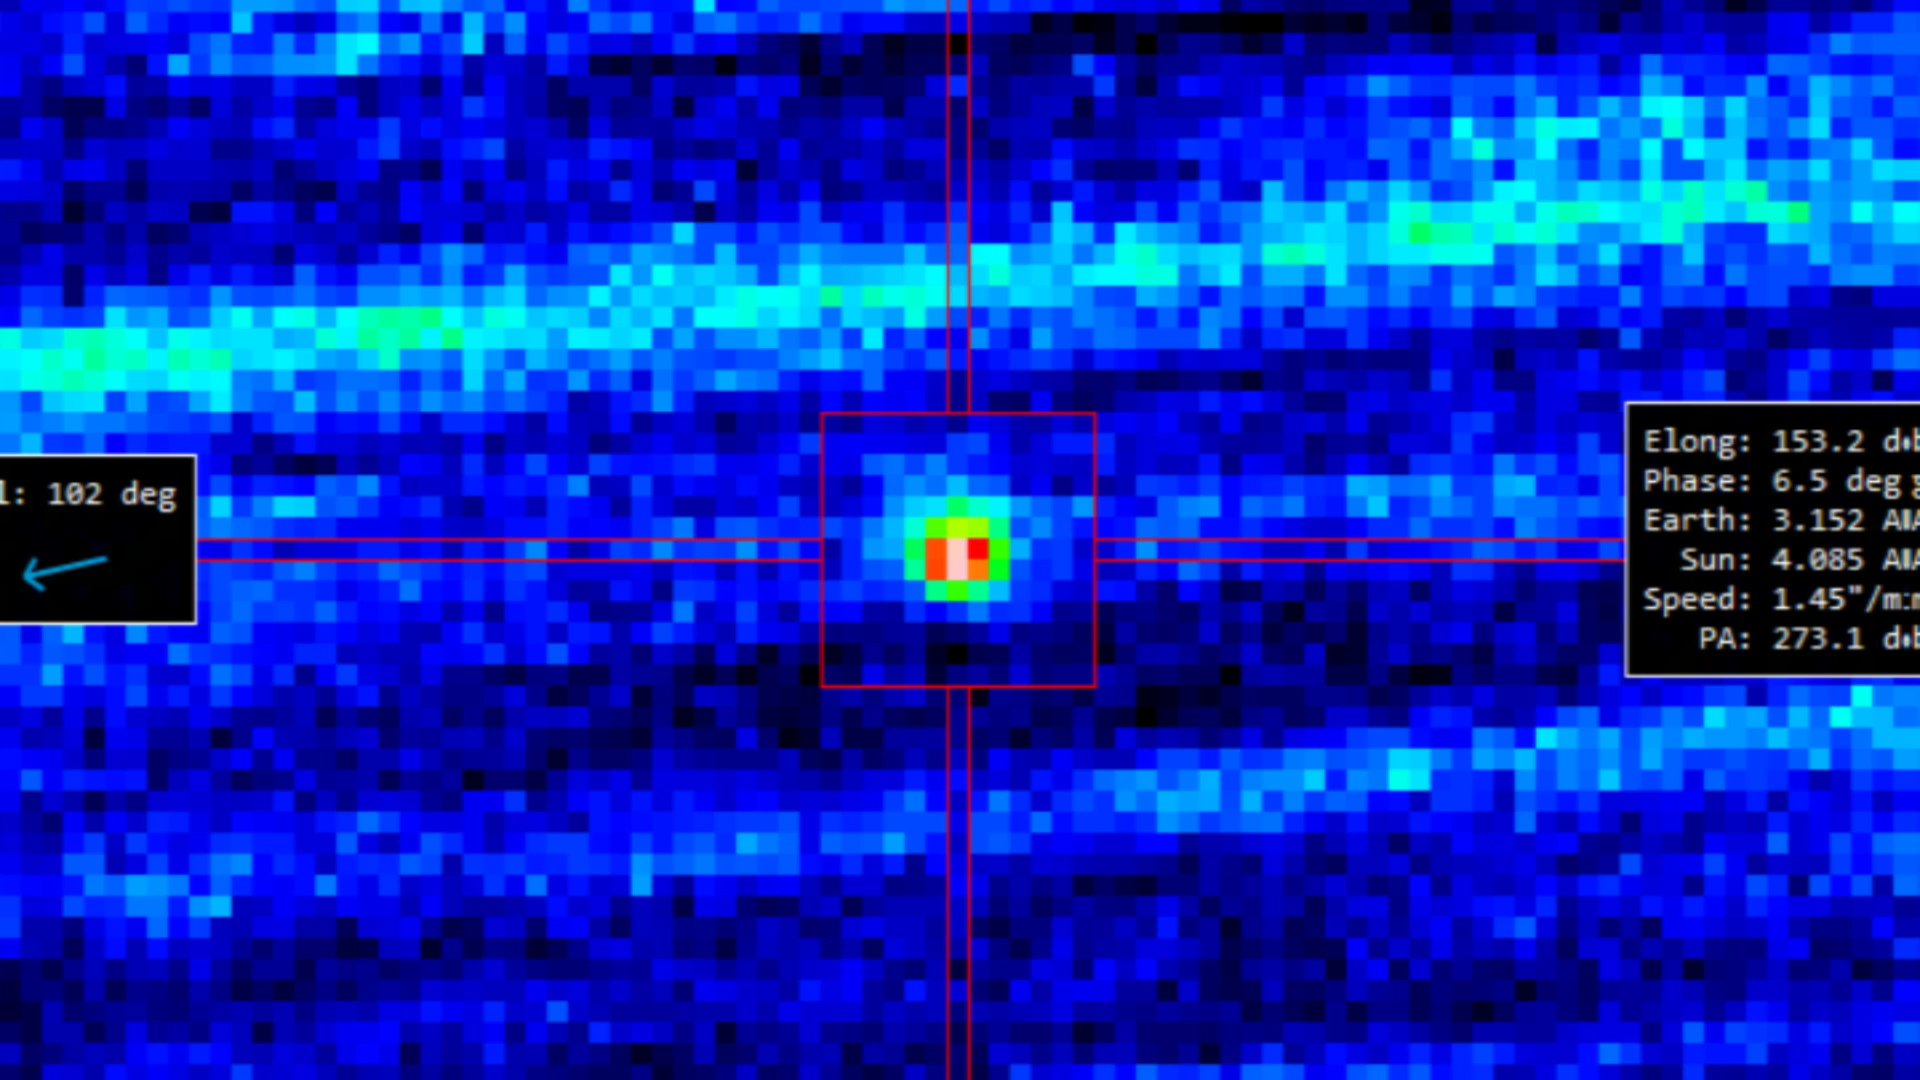 l: 102 deg
Elong: 153.2 d
Phase: 6.5 deg
Earth: 3.152 A
Sun: 4.085 A
Speed: 1.45"/m
PA: 273.1 d